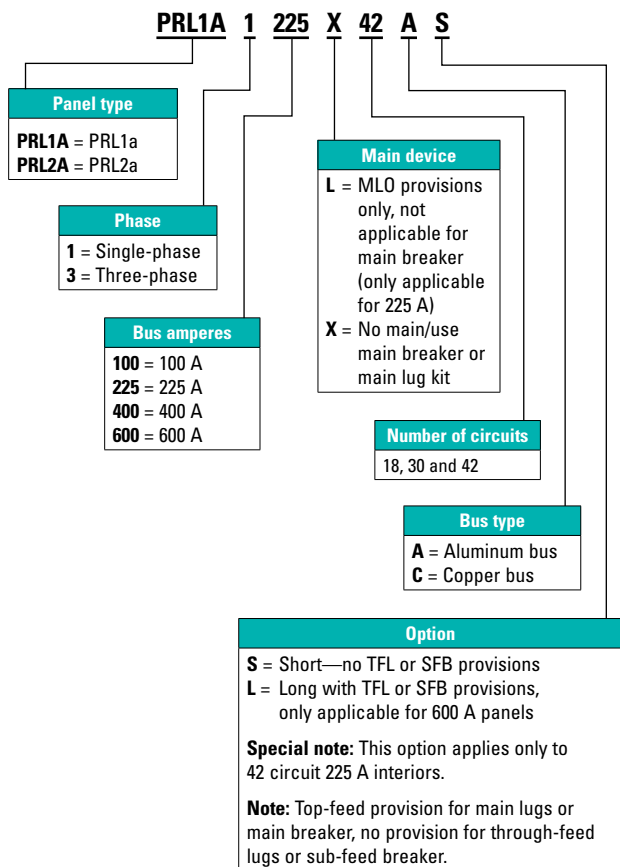 PRL1A 1 225 X 42 A S
Panel type
PRL1A = PRL1a
PRL2A = PRL2a
Phase
1 = Single-phase
3 = Three-phase
Bus amperes
100 = 100 A
225 = 225 A
400 = 400 A
600 = 600 A
Main device
L = MLO provisions
only, not
applicable for
main breaker
(only applicable
for 225 A)
X = No main/use
main breaker or
main lug kit
Number of circuits
18, 30 and 42
Bus type
A = Aluminum bus
C = Copper bus
Option
S = Short—no TFL or SFB provisions
L = Long with TFL or SFB provisions,
only applicable for 600 A panels
Special note: This option applies only to
42 circuit 225 A interiors.
Note: Top-feed provision for main lugs or
main breaker, no provision for through-feed
lugs or sub-feed breaker.